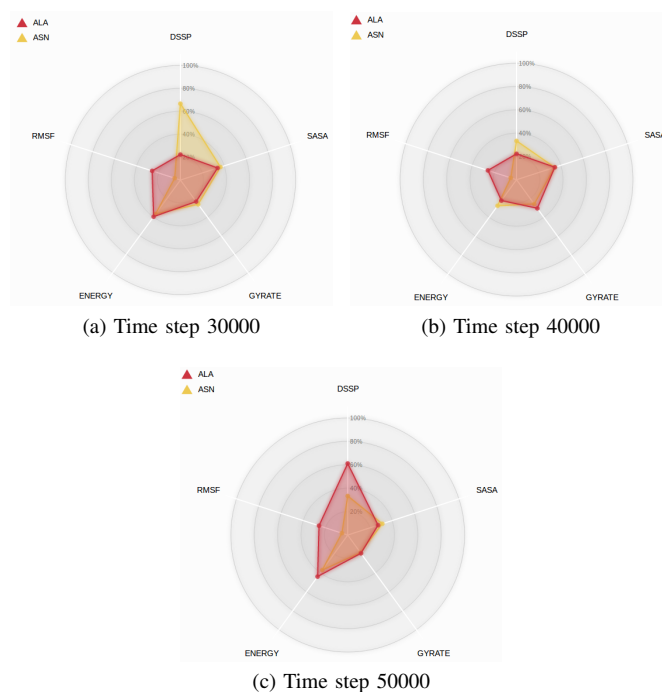 ALA
ASN
DSSP
100%
80%
60%
40%
20%
RMSF
SASA
ENERGY
GYRATE
(a) Time step 30000
ALA
ASN
DSSP
100%
80%
60%
40%
20%
RMSF
SASA
ENERGY
GYRATE
(b) Time step 40000
ALA
ASN
DSSP
100%
80%
60%
40%
20%
RMSF
SASA
ENERGY
GYRATE
(c) Time step 50000